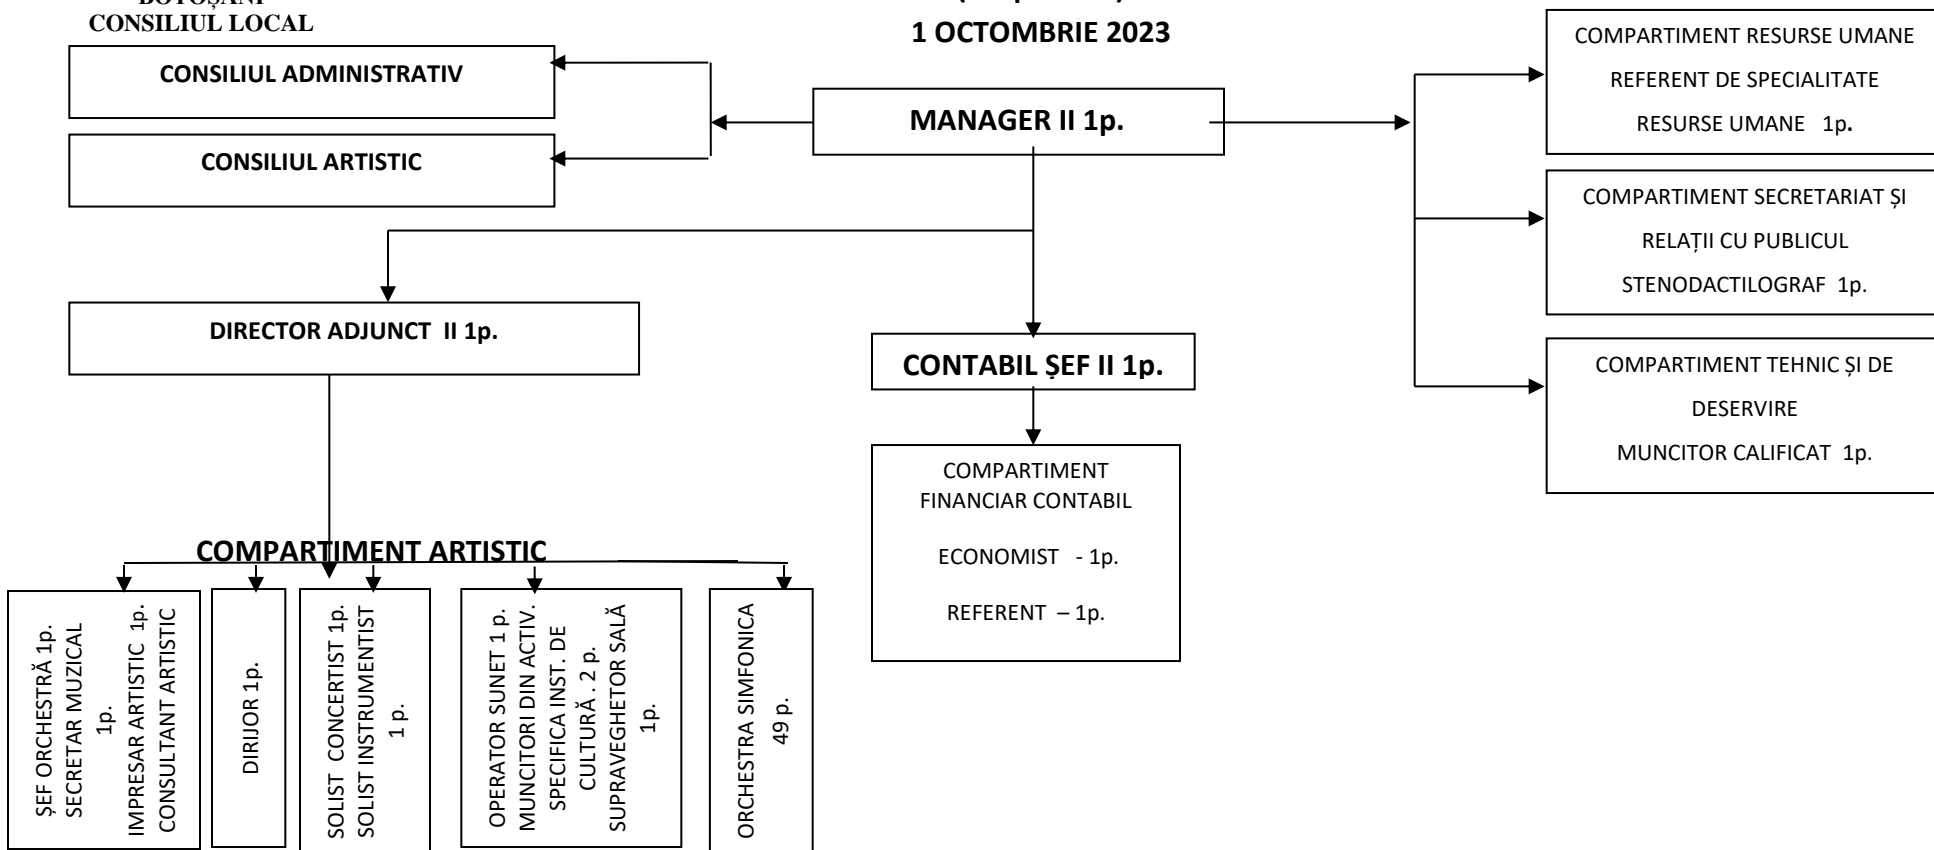 CONSILIUL LOCAL
1 OCTOMBRIE 2023
CONSILIUL ADMINISTRATIV
CONSILIUL ARTISTIC
MANAGER II 1p.
COMPARTIMENT RESURSE UMANE
REFERENT DE SPECIALITATE
RESURSE UMANE 1p.
COMPARTIMENT SECRETARIAT ȘI
RELAȚII CU PUBLICUL
STENODACTILOGRAF 1p.
COMPARTIMENT TEHNIC ȘI DE
DESERVIRE
MUNCITOR CALIFICAT 1p.
DIRECTOR ADJUNCT II 1p.
CONTABIL ȘEF II 1p.
COMPARTIMENT
FINANCIAR CONTABIL
ECONOMIST - 1p.
REFERENT – 1p.
COMPARTIMENT ARTISTIC
ȘEF ORCHESTRĂ 1p.
SECRETAR MUZICAL
1p.
IMPRESAR ARTISTIC 1p.
CONSULTANT ARTISTIC
DIRIJOR 1p.
SOLIST CONCERTIST 1p.
SOLIST INSTRUMENTIST
1 p.
OPERATOR SUNET 1 p.
MUNCITORI DIN ACTIV.
SPECIFICA INST. DE
CULTURĂ . 2 p.
SUPRAVEGHETOR SALĂ
1p.
ORCHESTRA SIMFONICA
49 p.